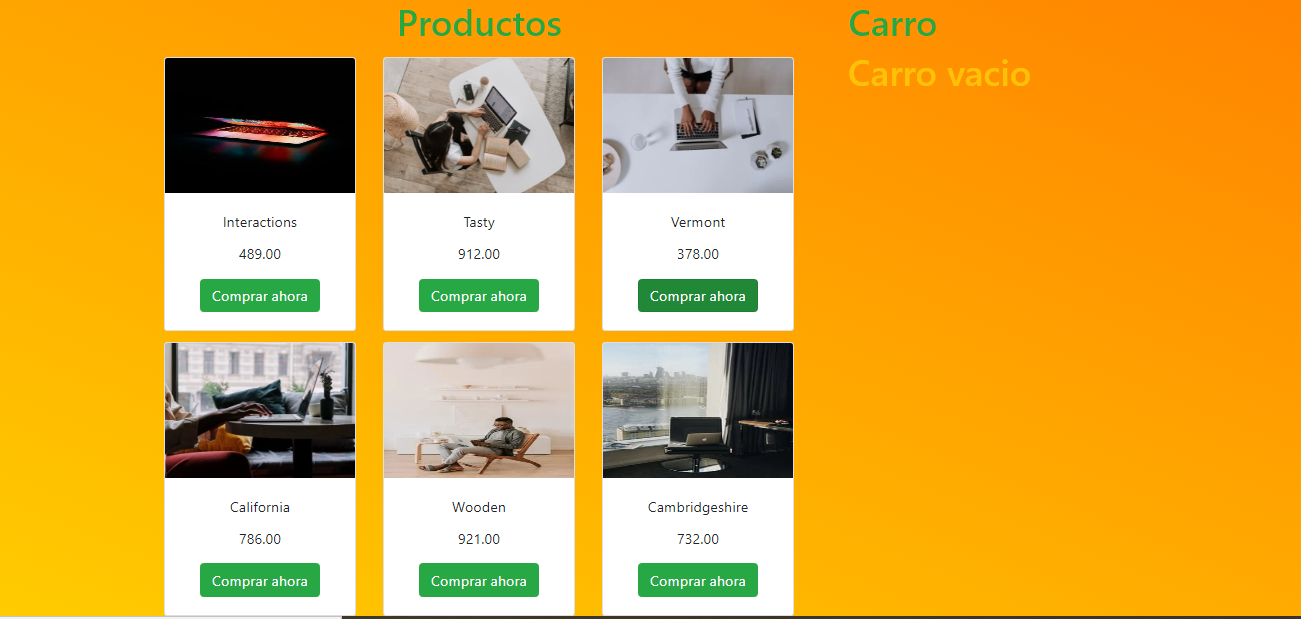 Productos
Carro
Carro vacio
Interactions
489.00
Comprar ahora
Tasty
912.00
Comprar ahora
Vermont
378.00
Comprar ahora
California
786.00
Comprar ahora
Wooden
921.00
Comprar ahora
Cambridgeshire
732.00
Comprar ahora